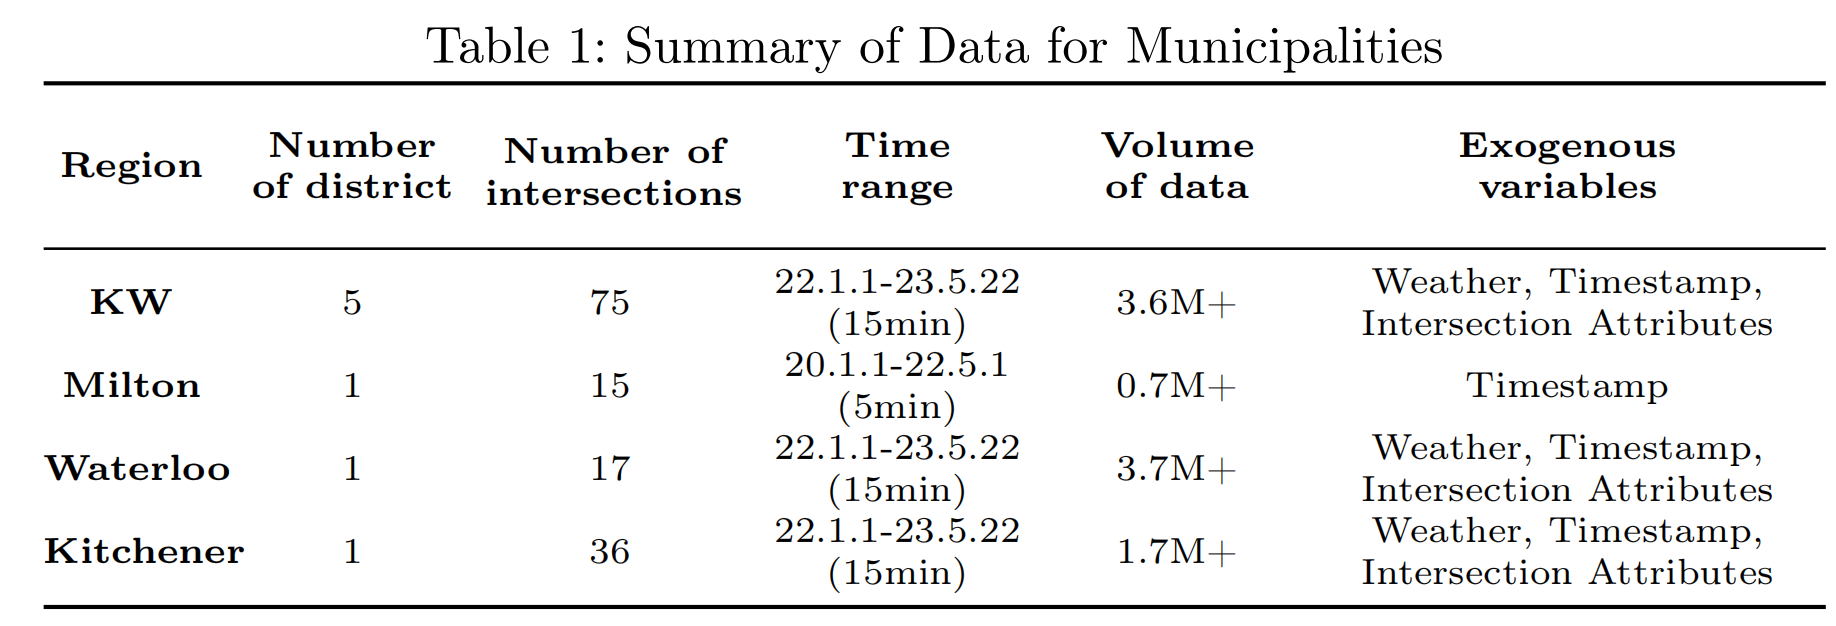 Table 1: Summary of Data for Municipalities
Region Number of district Number of intersections Time range Volume of data Exogenous variables
KW 5 75 22.1.1-23.5.22 (15min) 3.6M+ Weather, Timestamp, Intersection Attributes
Milton 1 15 20.1.1-22.5.1 (5min) 0.7M+ Timestamp
Waterloo 1 17 22.1.1-23.5.22 (15min) 3.7M+ Weather, Timestamp, Intersection Attributes
Kitchener 1 36 22.1.1-23.5.22 (15min) 1.7M+ Weather, Timestamp, Intersection Attributes